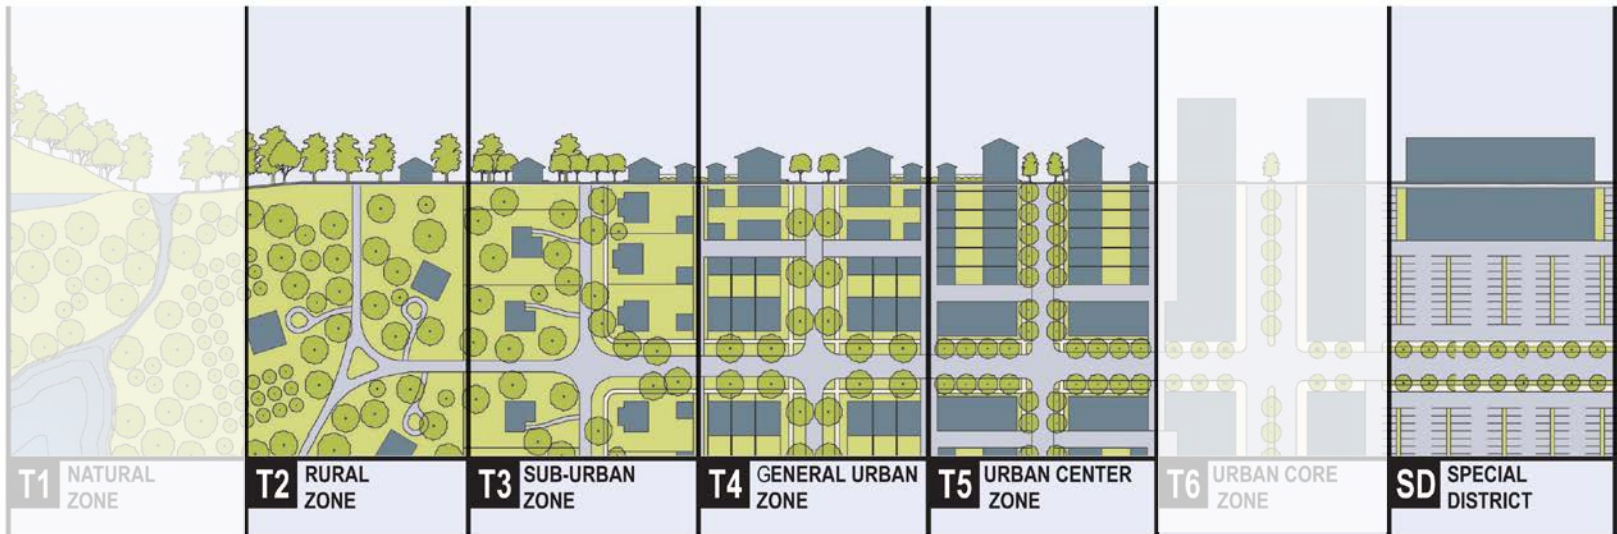 T1 NATURAL
ZONE
T2 RURAL
ZONE
T3 SUB-URBAN
ZONE
T4 GENERAL URBAN
ZONE
T5 URBAN CENTER
ZONE
T6 URBAN CORE
ZONE
SD SPECIAL
DISTRICT